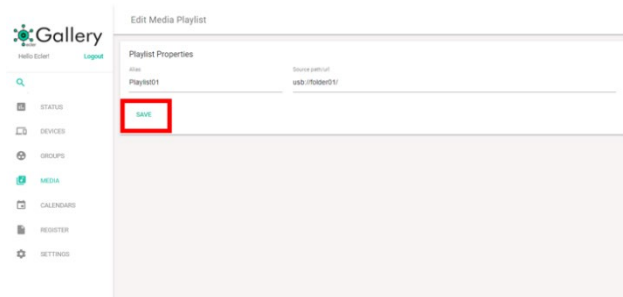 Edit Media Playlist
Gallery
ecler
Hello Ecler!
Logout
Playlist Properties
Alias
Source path/url
Playlist01
usb://folder01/
SAVE
STATUS
DEVICES
GROUPS
MEDIA
CALENDARS
REGISTER
SETTINGS